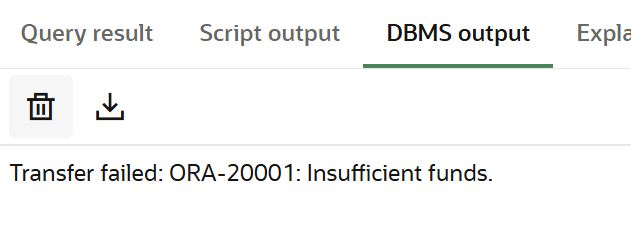 Query result Script output DBMS output Expla
Transfer failed: ORA-20001: Insufficient funds.